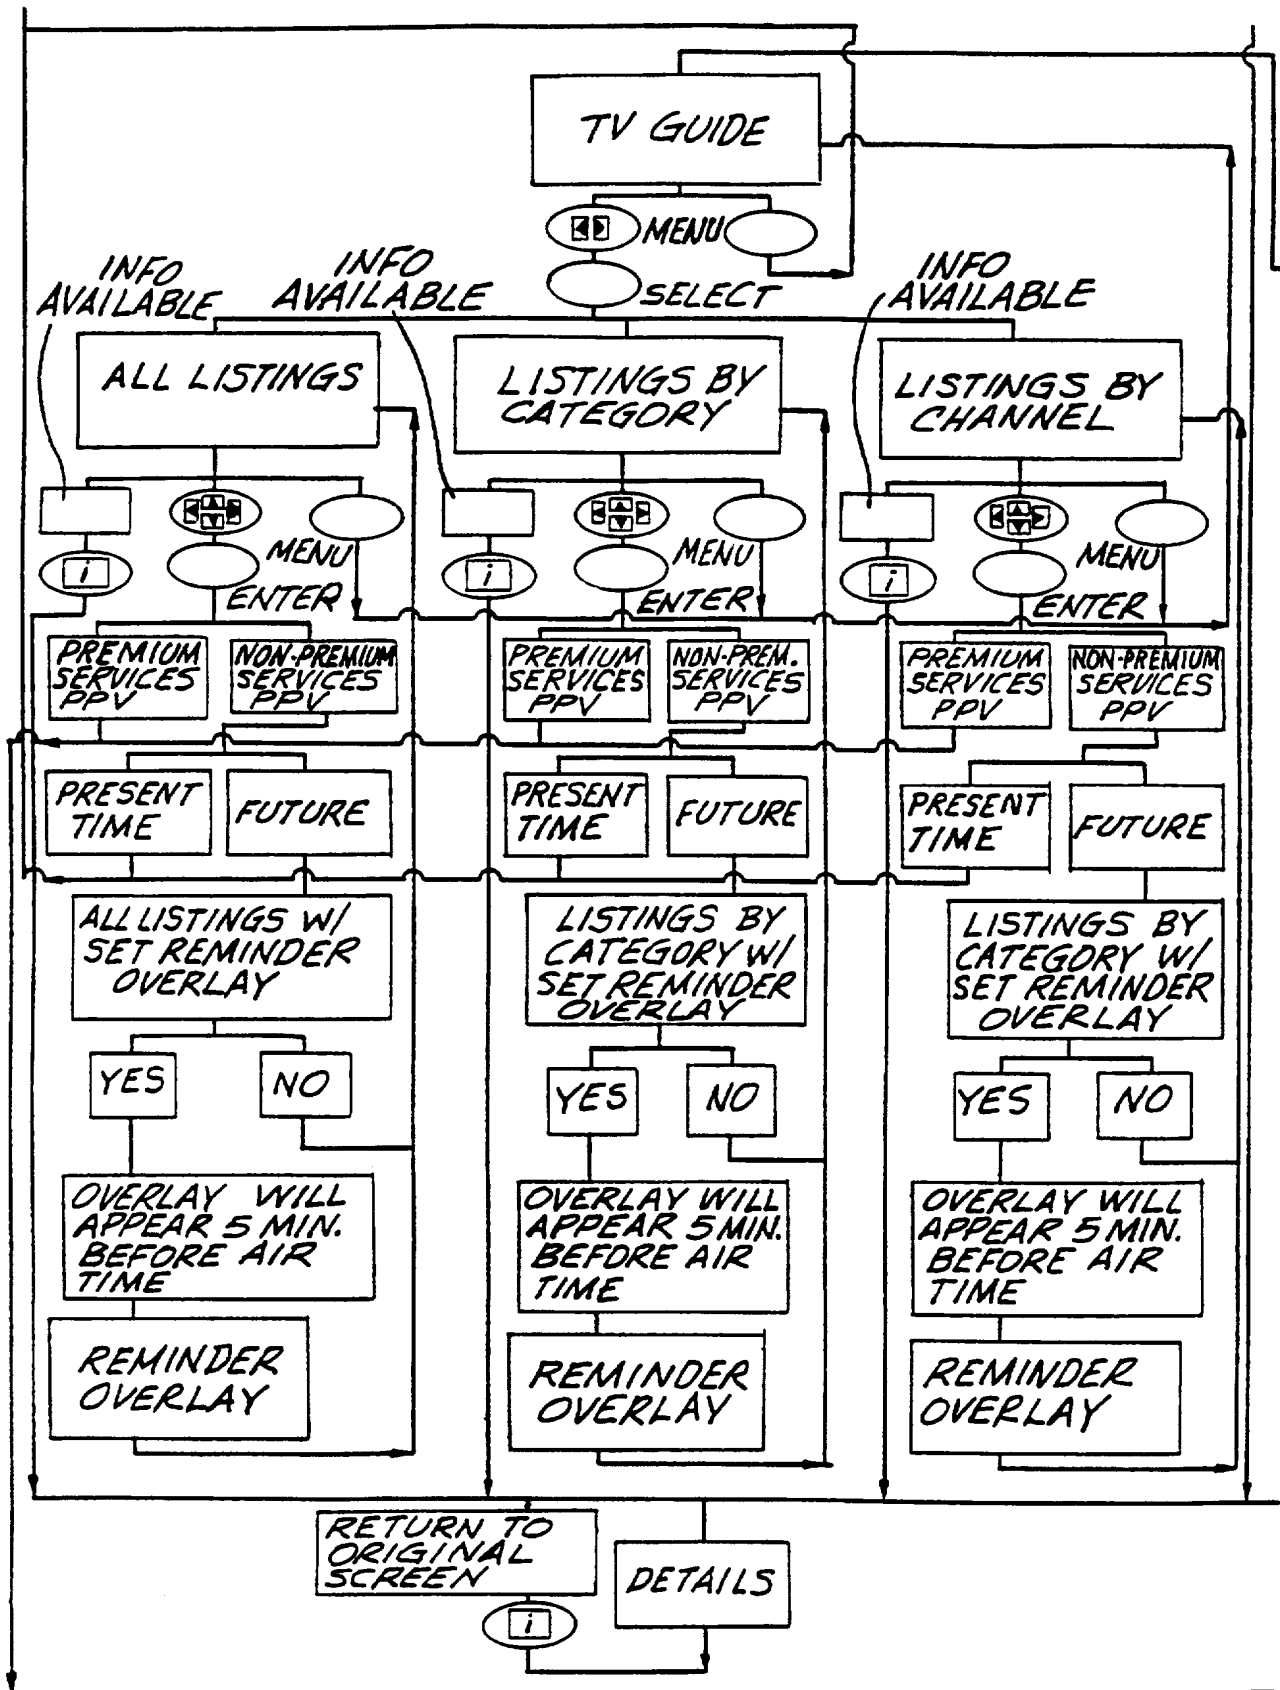 TV GUIDE
MENU
SELECT
INFO
AVAILABLE
INFO
AVAILABLE
INFO
AVAILABLE
ALL LISTINGS
LISTINGS BY
CATEGORY
LISTINGS BY
CHANNEL
i
MENU
ENTER
i
MENU
ENTER
i
MENU
ENTER
PREMIUM
SERVICES
PPV
NON-PREMIUM
SERVICES
PPV
PREMIUM
SERVICES
PPV
NON-PREM.
SERVICES
PPV
PREMIUM
SERVICES
PPV
NON-PREMIUM
SERVICES
PPV
PRESENT
TIME
FUTURE
PRESENT
TIME
FUTURE
PRESENT
TIME
FUTURE
ALL LISTINGS W/
SET REMINDER
OVERLAY
LISTINGS BY
CATEGORY W/
SET REMINDER
OVERLAY
LISTINGS BY
CATEGORY W/
SET REMINDER
OVERLAY
YES
NO
YES
NO
YES
NO
OVERLAY WILL
APPEAR 5 MIN.
BEFORE AIR
TIME
OVERLAY WILL
APPEAR 5 MIN.
BEFORE AIR
TIME
OVERLAY WILL
APPEAR 5 MIN.
BEFORE AIR
TIME
REMINDER
OVERLAY
REMINDER
OVERLAY
REMINDER
OVERLAY
RETURN TO
ORIGINAL
SCREEN
i
DETAILS